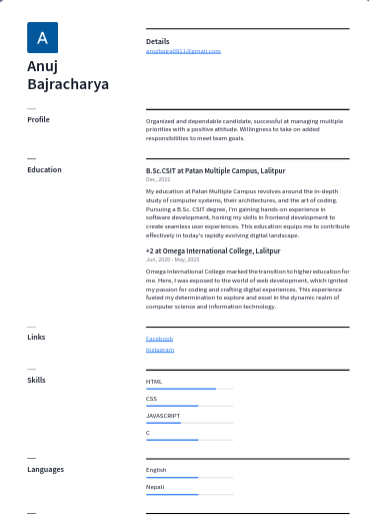 A
Anuj
Bajracharya
Details
anujbajra0911@gmail.com
Profile
Organized and dependable candidate, successful at managing multiple
priorities with a positive attitude. Willingness to take on added
responsibilities to meet team goals.
Education
B.Sc.CSIT at Patan Multiple Campus, Lalitpur
Dec, 2022
My education at Patan Multiple Campus revolves around the in-depth
study of computer systems, their architectures, and the art of coding.
Pursuing a B.Sc. CSIT degree, I'm gaining hands-on experience in
software development, honing my skills in frontend development to
create seamless user experiences. This education equips me to contribute
effectively in today's rapidly evolving digital landscape.
+2 at Omega International College, Lalitpur
Jun, 2020 - May, 2023
Omega International College marked the transition to higher education for
me. Here, I was exposed to the world of web development, which ignited
my passion for coding and crafting digital experiences. This experience
fueled my determination to explore and excel in the dynamic realm of
computer science and information technology.
Links
Facebook
Instagram
Skills
HTML
CSS
JAVASCRIPT
C
Languages
English
Nepali